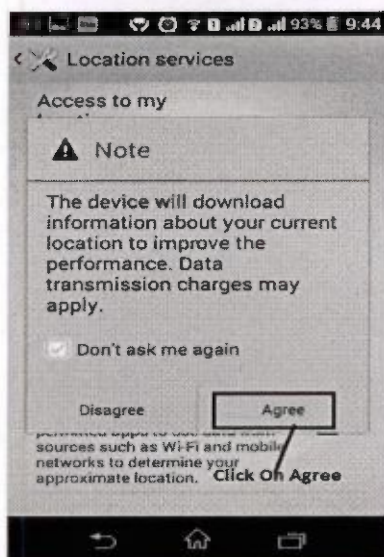 93% 9:44
Location services
Access to my
Note
The device will download
information about your current
location to improve the
performance. Data
transmission charges may
apply.
Don't ask me again
Disagree
Agree
sources such as Wi-Fi and mobile
networks to determine your
approximate location. Click On Agree